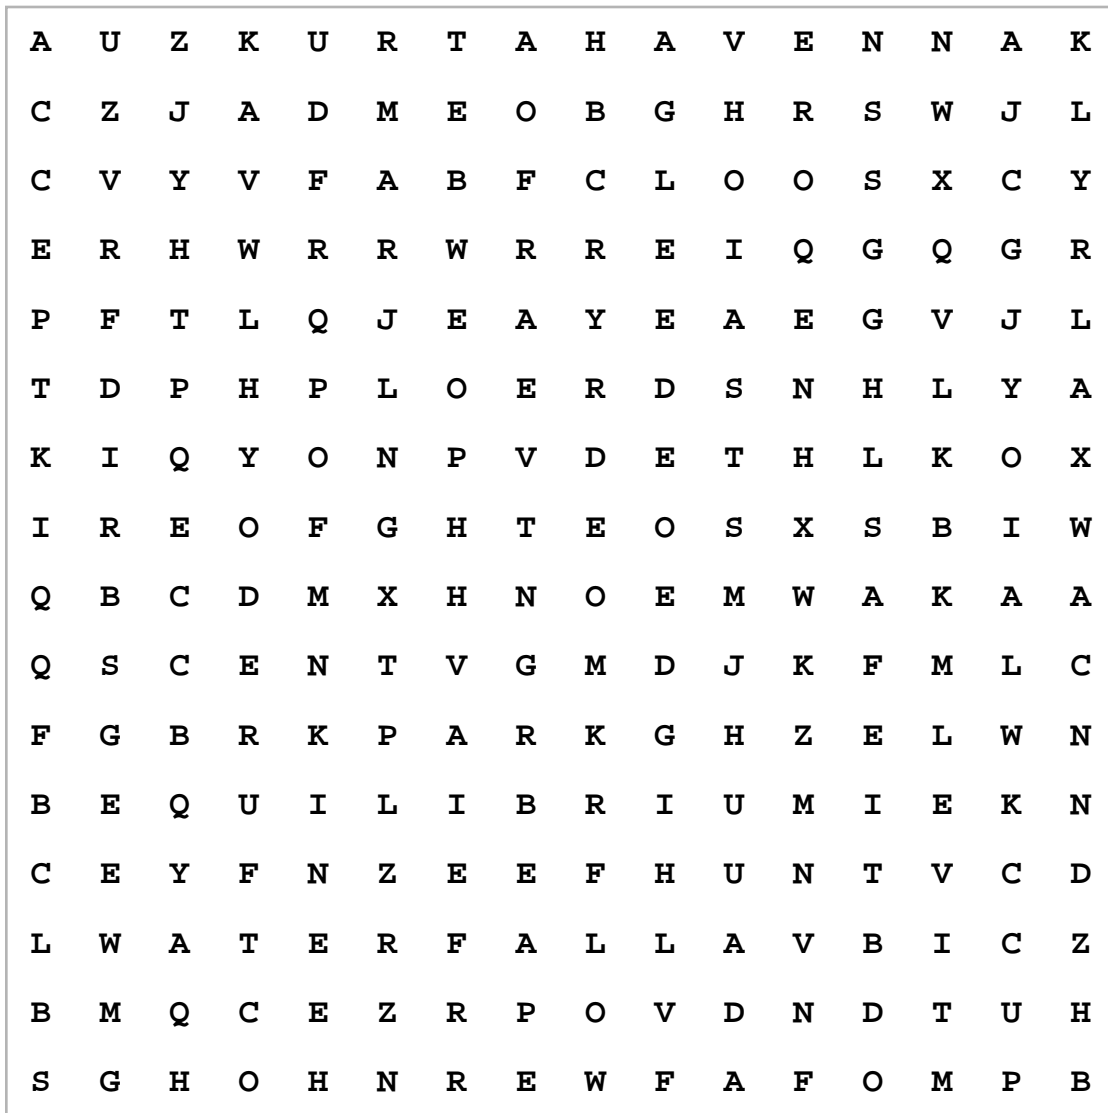 A U Z K U R T A H A V E N N A K
C Z J A D M E O B G H R S W J L
C V Y V F A B F C L O O S X C Y
E R H W R R W R R E I Q G Q G R
P F T L Q J E A Y E A E G V J L
T D P H P L O E R D S N H L Y A
K I Q Y O N P V D E T H L K O X
I R E O F G H T E O S X S B I W
Q B C D M X H N O E M W A K A A
Q S C E N T V G M D J K F M L C
F G B R K P A R K G H Z E L W N
B E Q U I L I B R I U M I E K N
C E Y F N Z E E F H U N T V C D
L W A T E R F A L L A V B I C Z
B M Q C E Z R P O V D N D T U H
S G H O H N R E W F A F O M P B